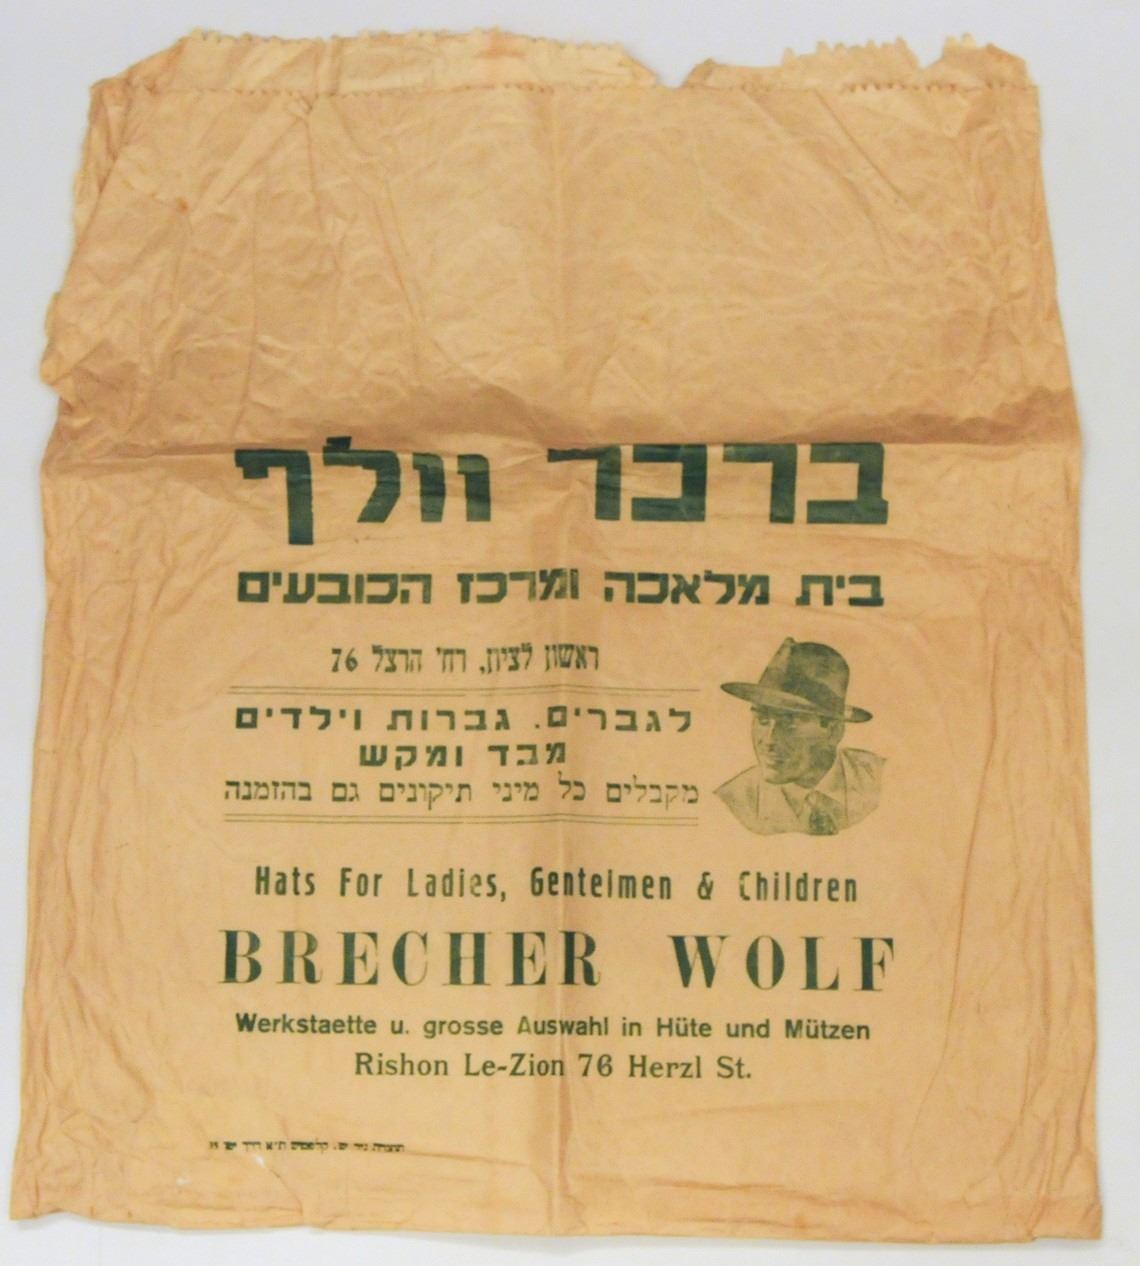 ברכר וולף
בית מלאכה ומרכז הכובעים
ראשון לציון, רח' הרצל 76
לגברים. גברות וילדים
מבד ומקש
מקבלים כל מיני תיקונים גם בהזמנה
Hats For Ladies, Gentelmen & Children
BRECHER WOLF
Werkstaette u. grosse Auswahl in Hüte und Mützen
Rishon Le-Zion 76 Herzl St.
ת"א דרך